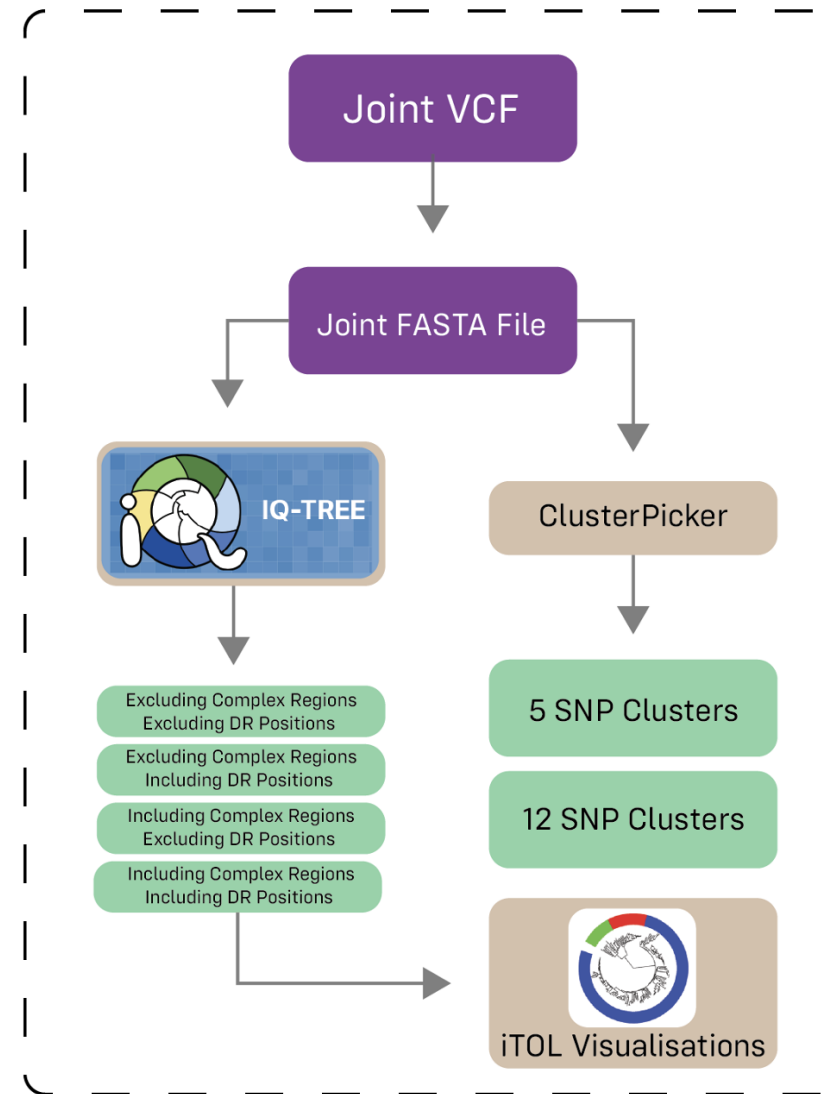 Joint VCF
Joint FASTA File
IQ-TREE
Excluding Complex Regions
Excluding DR Positions
Excluding Complex Regions
Including DR Positions
Including Complex Regions
Excluding DR Positions
Including Complex Regions
Including DR Positions
ClusterPicker
5 SNP Clusters
12 SNP Clusters
iTOL Visualisations